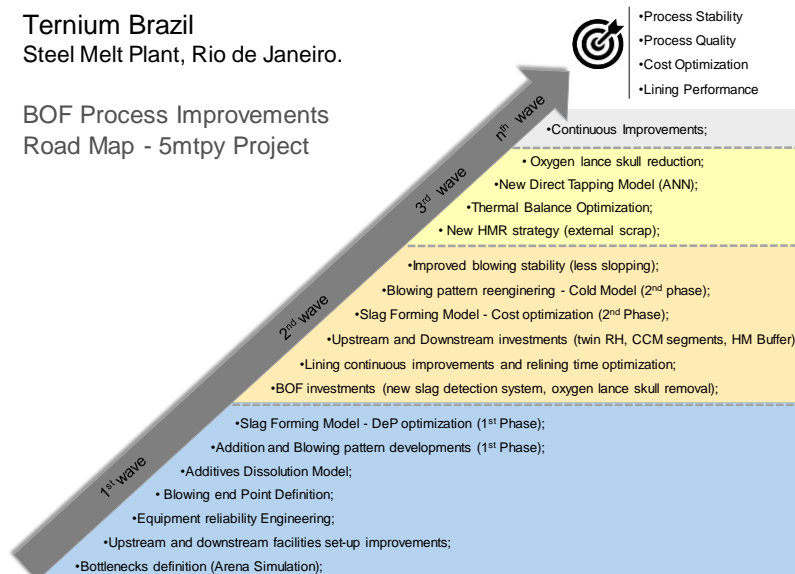 Ternium Brazil
Steel Melt Plant, Rio de Janeiro.
BOF Process Improvements
Road Map - 5mtpy Project
•Process Stability
•Process Quality
•Cost Optimization
•Lining Performance
nth wave
•Continuous Improvements;
3rd wave
• Oxygen lance skull reduction;
•New Direct Tapping Model (ANN);
•Thermal Balance Optimization;
• New HMR strategy (external scrap);
2nd wave
•Improved blowing stability (less slopping);
•Blowing pattern reenginering - Cold Model (2nd phase);
•Slag Forming Model - Cost optimization (2nd Phase);
•Upstream and Downstream investments (twin RH, CCM segments, HM Buffer)
•Lining continuous improvements and relining time optimization;
•BOF investments (new slag detection system, oxygen lance skull removal);
1st wave
•Slag Forming Model - DeP optimization (1st Phase);
•Addition and Blowing pattern developments (1st Phase);
•Additives Dissolution Model;
• Blowing end Point Definition;
•Equipment reliability Engineering;
•Upstream and downstream facilities set-up improvements;
•Bottlenecks definition (Arena Simulation);